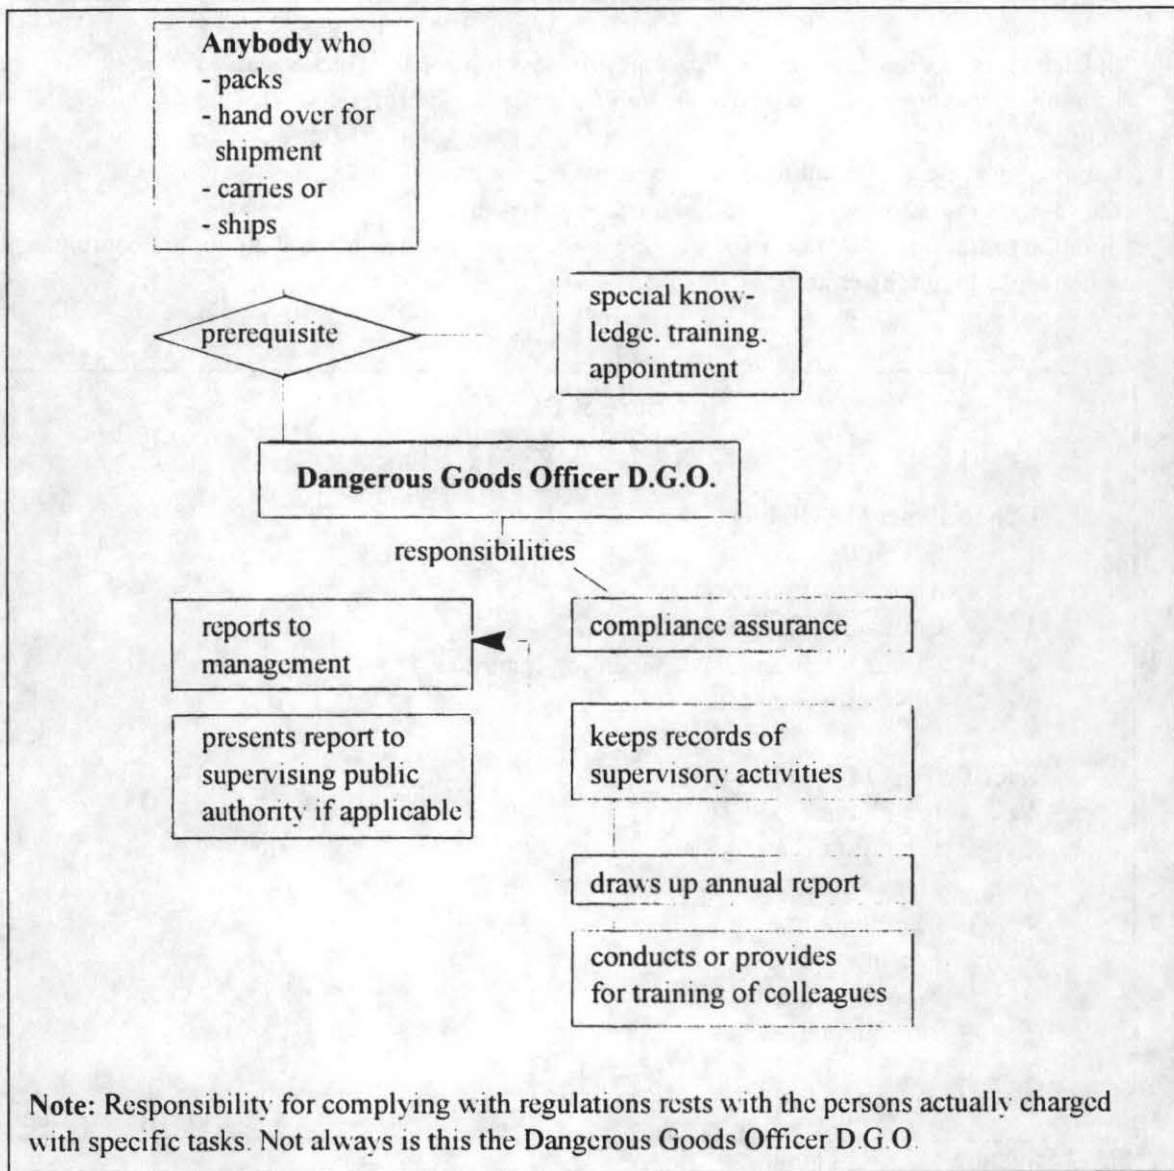 Anybody who
- packs
- hand over for
shipment
- carries or
- ships
prerequisite
special know-
ledge. training.
appointment
Dangerous Goods Officer D.G.O.
responsibilities
reports to
management
compliance assurance
presents report to
supervising public
authority if applicable
keeps records of
supervisory activities
draws up annual report
conducts or provides
for training of colleagues
Note: Responsibility for complying with regulations rests with the persons actually charged
with specific tasks. Not always is this the Dangerous Goods Officer D.G.O.